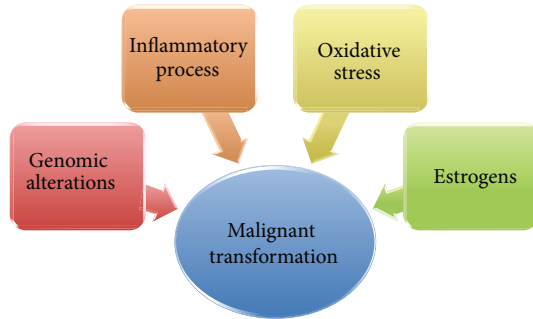 Inflammatory
process
Oxidative
stress
Genomic
alterations
Estrogens
Malignant
transformation